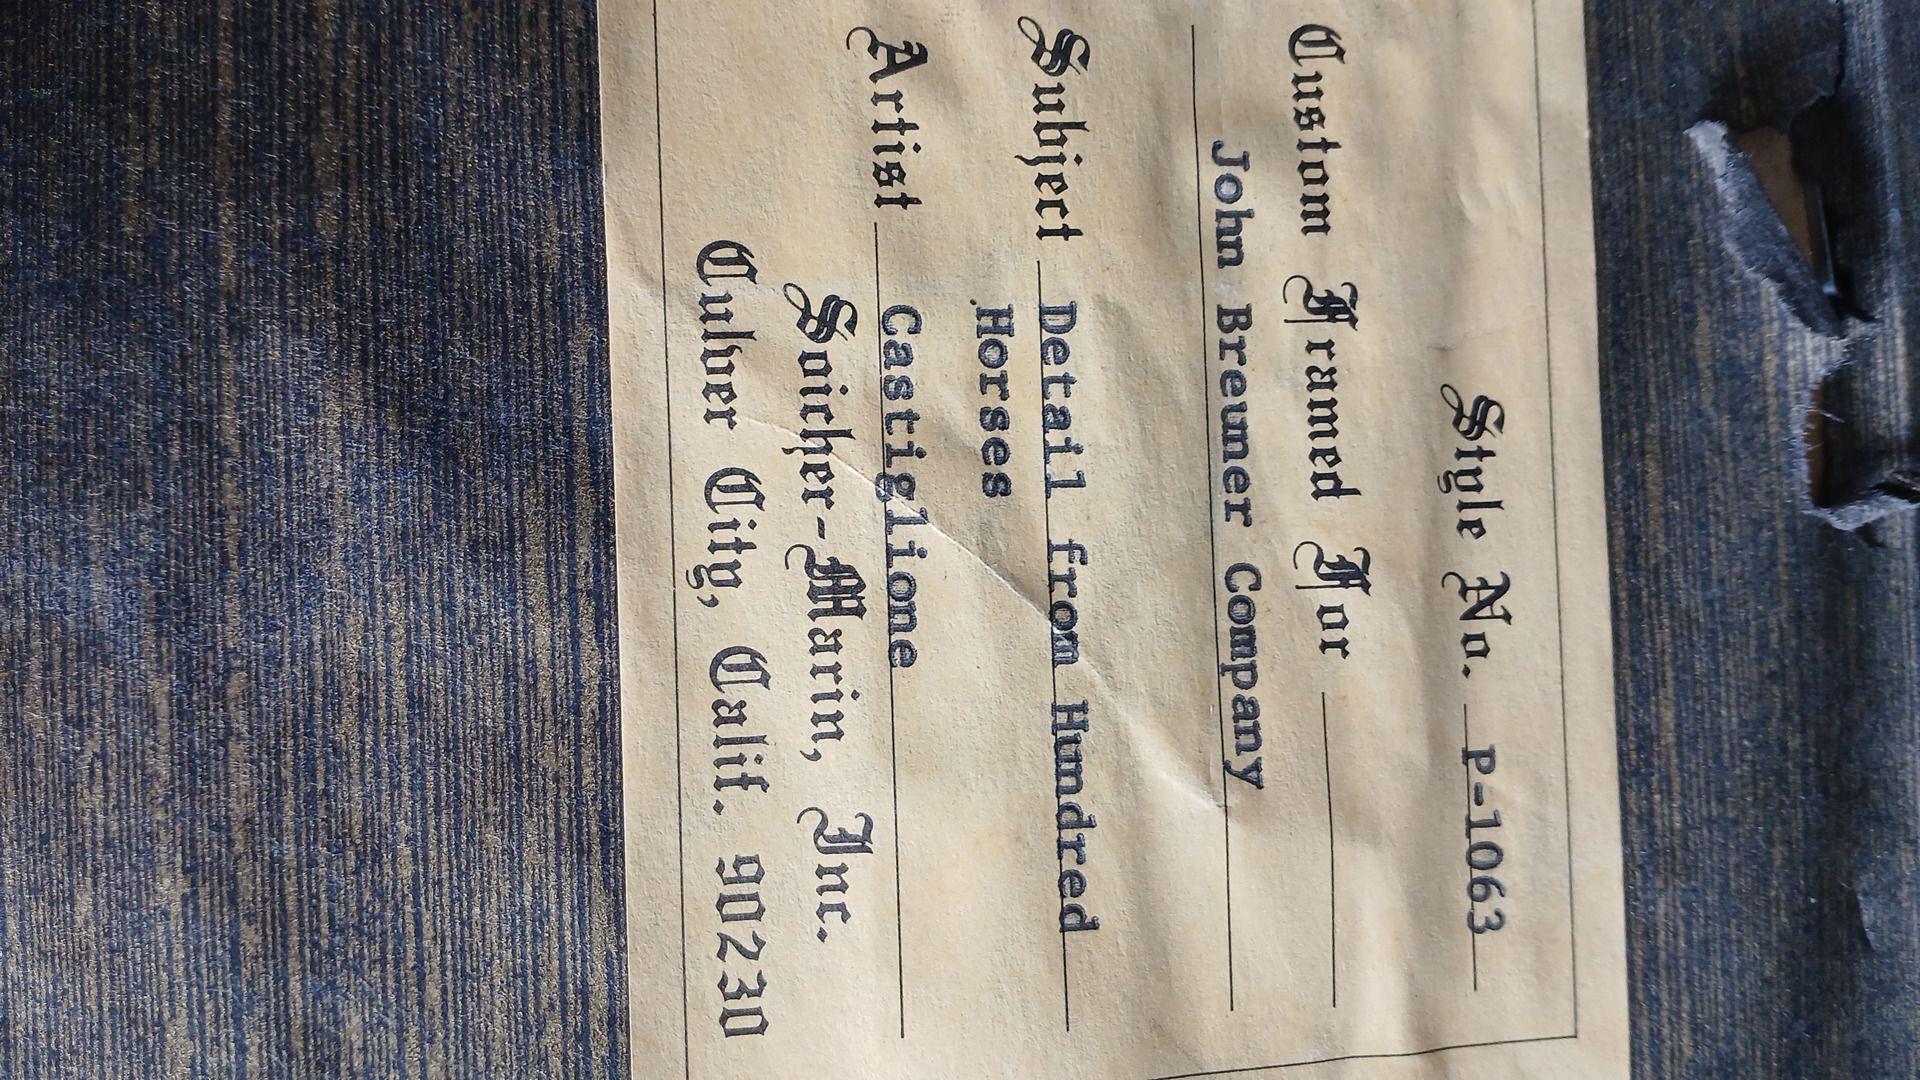 Style No. P-1063
Custom Framed For
John Breuner Company
Subject Detail from Hundred
Horses
Artist Castiglione
Soicher-Marin, Inc.
Culver City, Calif. 90230